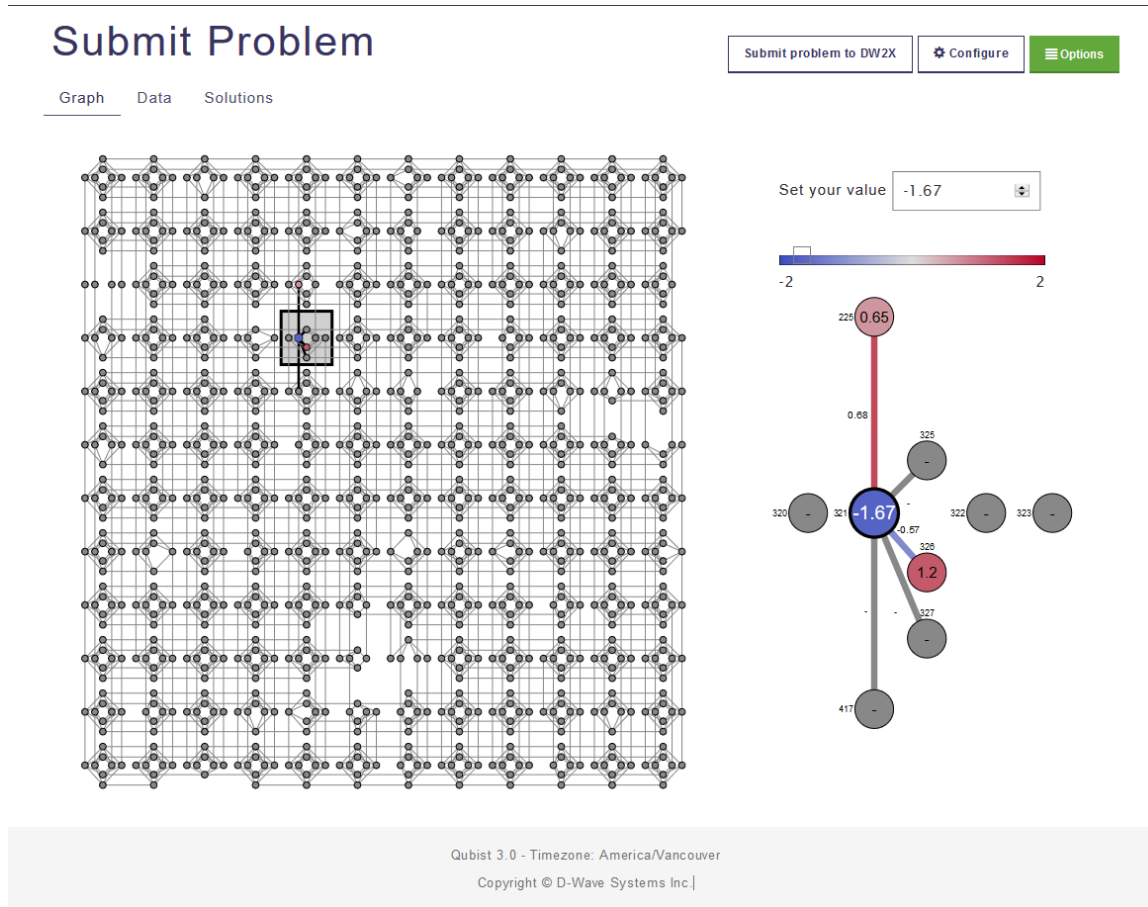 Submit Problem
Submit problem to DW2X
Configure
Options
Graph
Data
Solutions
Set your value
-1.67
-2
2
225
0.65
0.68
325
-
320
-
321
-1.67
-
322
-
323
-
-0.57
326
1.2
-
-
327
-
417
-
Qubist 3.0 - Timezone: America/Vancouver
Copyright © D-Wave Systems Inc.